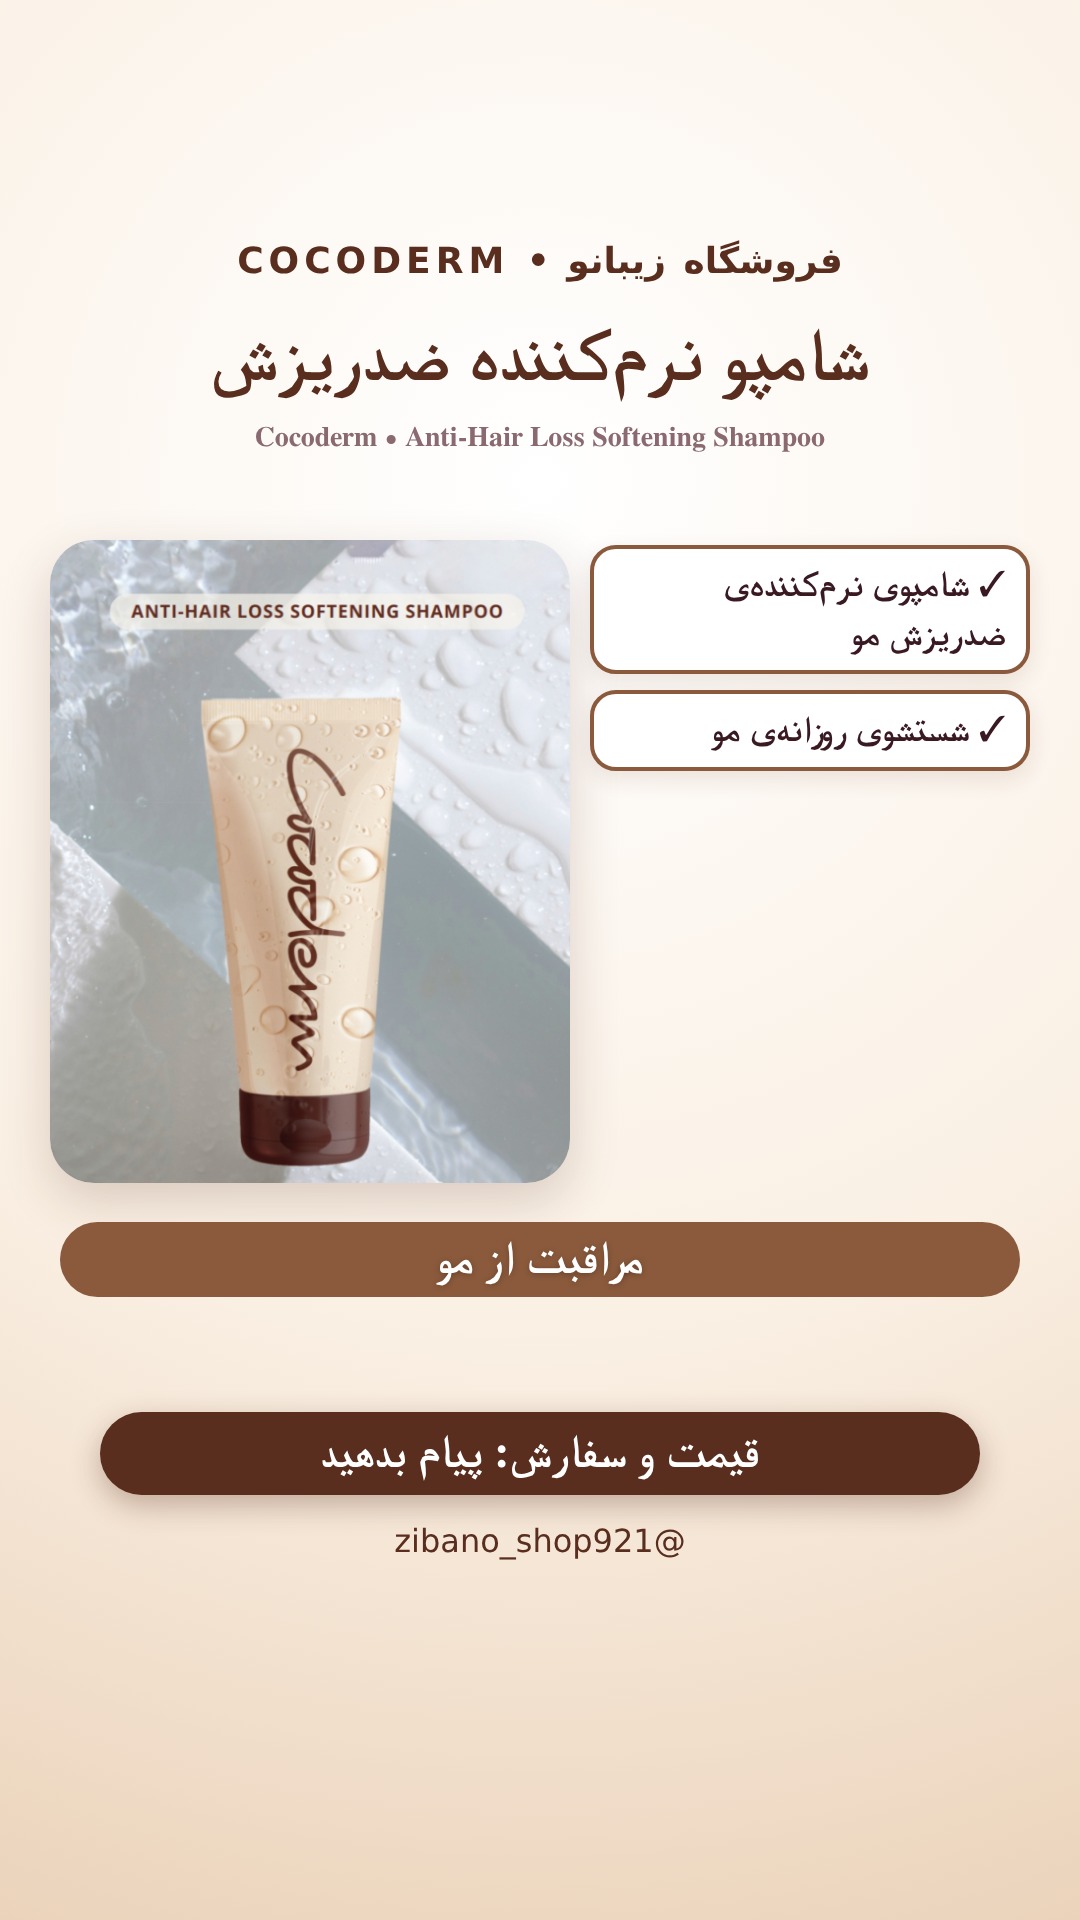 فروشگاه زیبانو • COCODERM
شامپو نرم‌کننده ضدریزش
Cocoderm • Anti-Hair Loss Softening Shampoo
ANTI-HAIR LOSS SOFTENING SHAMPOO
Cocoderm
✓ شامپوی نرم‌کننده‌ی
ضدریزش مو
✓ شستشوی روزانه‌ی مو
مراقبت از مو
قیمت و سفارش: پیام بدهید
zibano_shop921@